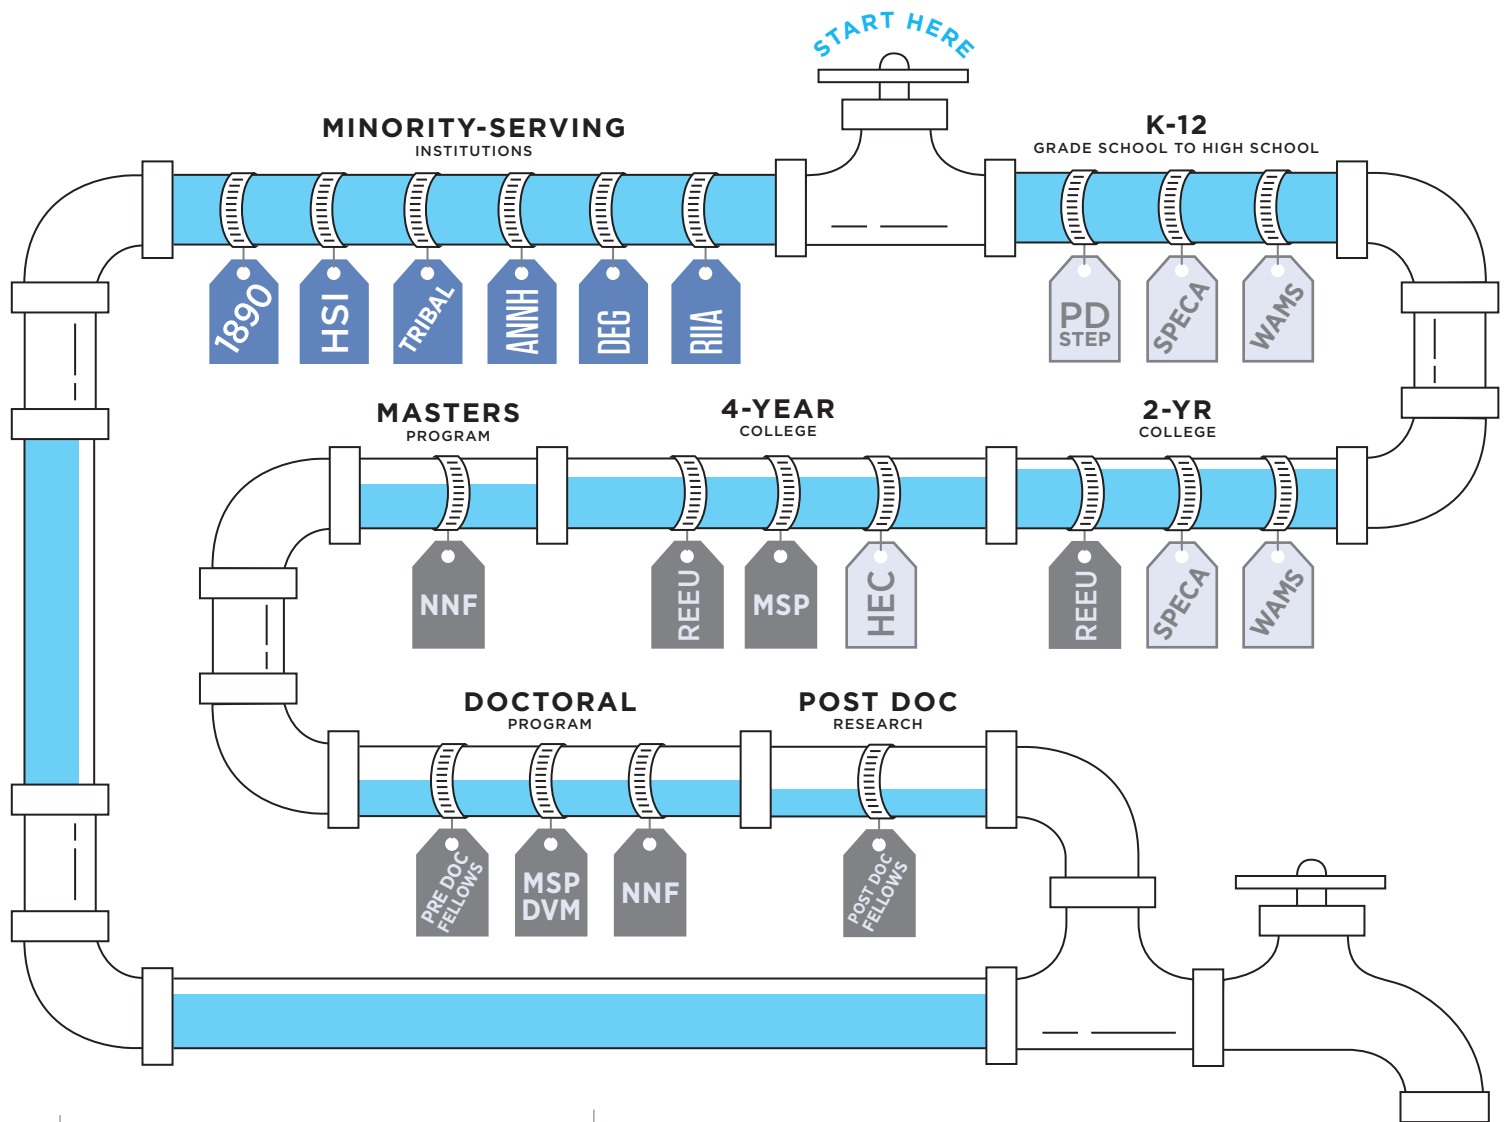 START HERE
MINORITY-SERVING
INSTITUTIONS
1890
HSI
TRIBAL
ANNH
DEG
RIIA
K-12
GRADE SCHOOL TO HIGH SCHOOL
PD
STEP
SPECA
WAMS
MASTERS
PROGRAM
NNF
4-YEAR
COLLEGE
REEU
MSP
HEC
2-YR
COLLEGE
REEU
SPECA
WAMS
DOCTORAL
PROGRAM
PRE DOC
FELLOWS
MSP
DVM
NNF
POST DOC
RESEARCH
POST DOC
FELLOWS